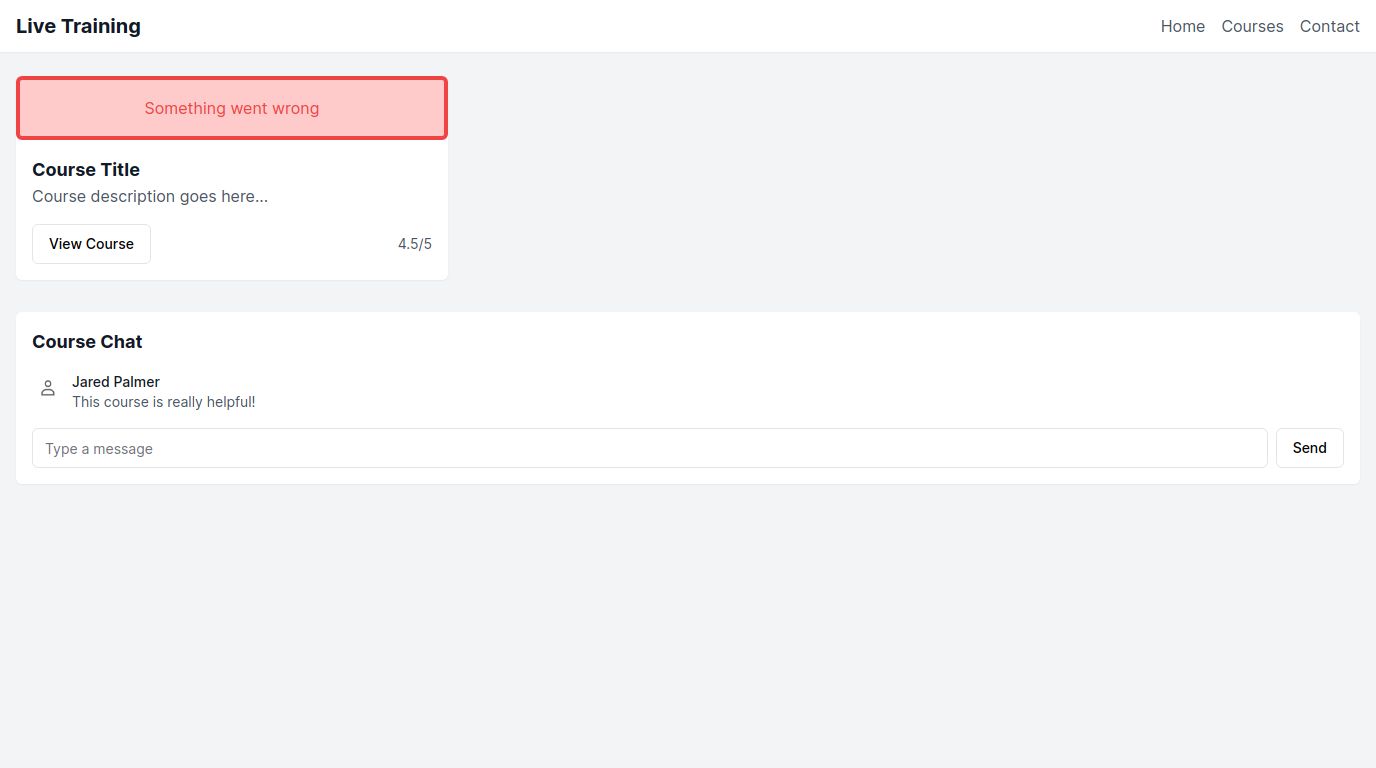 Live Training
Home Courses Contact
Something went wrong
Course Title
Course description goes here...
View Course 4.5/5
Course Chat
Jared Palmer
This course is really helpful!
Type a message Send